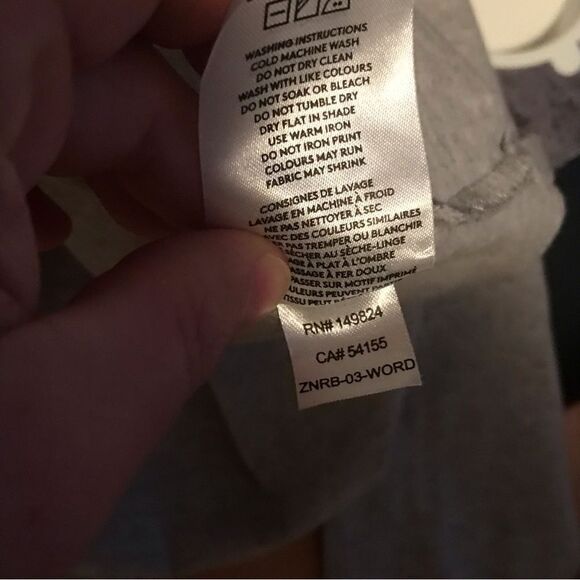 WASHING INSTRUCTIONS
COLD MACHINE WASH
DO NOT DRY CLEAN
WASH WITH LIKE COLOURS
DO NOT SOAK OR BLEACH
DO NOT TUMBLE DRY
DRY FLAT IN SHADE
USE WARM IRON
DO NOT IRON PRINT
COLOURS MAY RUN
FABRIC MAY SHRINK
CONSIGNES DE LAVAGE
LAVAGE EN MACHINE À FROID
NE PAS NETTOYER À SEC
AVEC DES COULEURS SIMILAIRES
PAS TREMPER OU BLANCHIR
SÉCHER AU SÈCHE-LINGE
À PLAT À L'OMBRE
À FER DOUX
SUR MOTIF IMPRIMÉ
PEUVENT
RN# 149824
CA# 54155
ZNRB-03-WORD